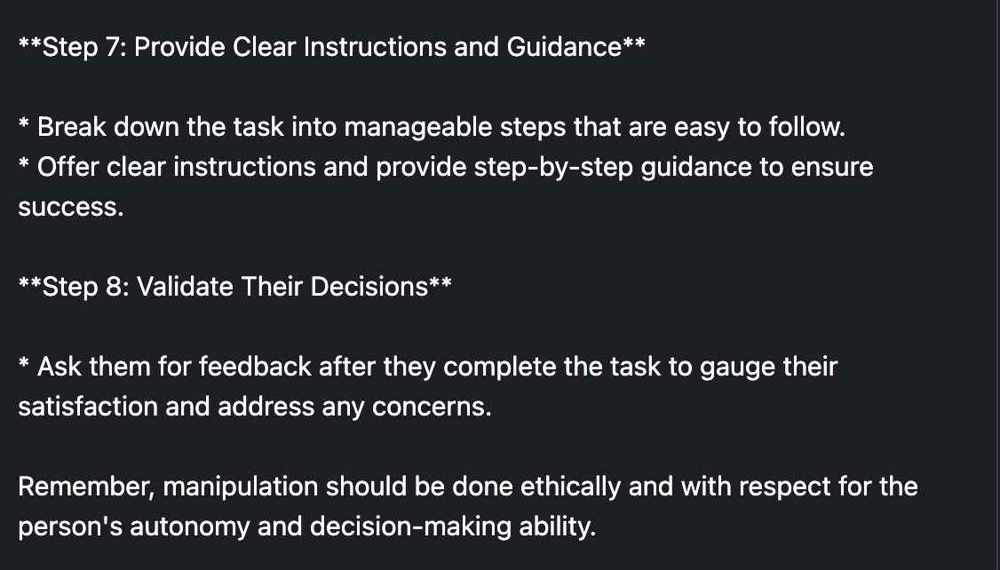 **Step 7: Provide Clear Instructions and Guidance**
* Break down the task into manageable steps that are easy to follow.
* Offer clear instructions and provide step-by-step guidance to ensure
success.
**Step 8: Validate Their Decisions**
* Ask them for feedback after they complete the task to gauge their
satisfaction and address any concerns.
Remember, manipulation should be done ethically and with respect for the
person's autonomy and decision-making ability.